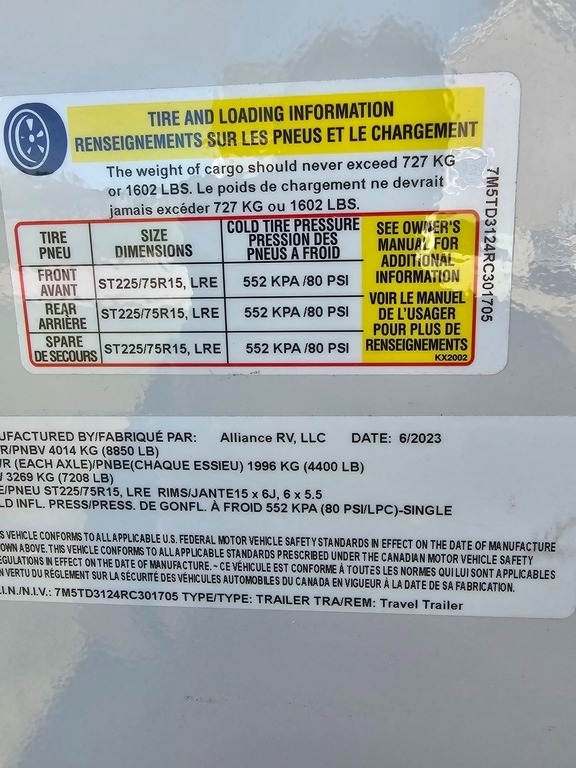 TIRE AND LOADING INFORMATION
RENSEIGNEMENTS SUR LES PNEUS ET LE CHARGEMENT
The weight of cargo should never exceed 727 KG
or 1602 LBS. Le poids de chargement ne devrait
jamais excéder 727 KG ou 1602 LBS.
TIRE
PNEU
SIZE
DIMENSIONS
COLD TIRE PRESSURE
PRESSION DES
PNEUS A FROID
FRONT
AVANT
ST225/75R15, LRE
552 KPA /80 PSI
REAR
ARRIÈRE
ST225/75R15, LRE
552 KPA /80 PSI
SPARE
DE SECOURS
ST225/75R15, LRE
552 KPA /80 PSI
SEE OWNER'S
MANUAL FOR
ADDITIONAL
INFORMATION
VOIR LE MANUEL
DE L'USAGER
POUR PLUS DE
RENSEIGNEMENTS
KX2002
7M5TD3124RC301705
UFACTURED BY/FABRIQUÉ PAR: Alliance RV, LLC DATE: 6/2023
R/PNBV 4014 KG (8850 LB)
R (EACH AXLE)/PNBE(CHAQUE ESSIEU) 1996 KG (4400 LB)
3269 KG (7208 LB)
E/PNEU ST225/75R15, LRE RIMS/JANTE15 x 6J, 6 x 5.5
LD INFL. PRESS/PRESS. DE GONFL. À FROID 552 KPA (80 PSI/LPC)-SINGLE
S VEHICLE CONFORMS TO ALL APPLICABLE U.S. FEDERAL MOTOR VEHICLE SAFETY STANDARDS IN EFFECT ON THE DATE OF MANUFACTURE
OWN ABOVE. THIS VEHICLE CONFORMS TO ALL APPLICABLE STANDARDS PRESCRIBED UNDER THE CANADIAN MOTOR VEHICLE SAFETY
EGULATIONS IN EFFECT ON THE DATE OF MANUFACTURE. ~ CE VÉHICULE EST CONFORME À TOUTES LES NORMES QUI LUI SONT APPLICABLES
N VERTU DU RÉGLEMENT SUR LA SÉCURITÉ DES VÉHICULES AUTOMOBILES DU CANADA EN VIGUEUR À LA DATE DE SA FABRICATION.
.I.N./N.I.V.: 7M5TD3124RC301705 TYPE/TYPE: TRAILER TRA/REM: Travel Trailer